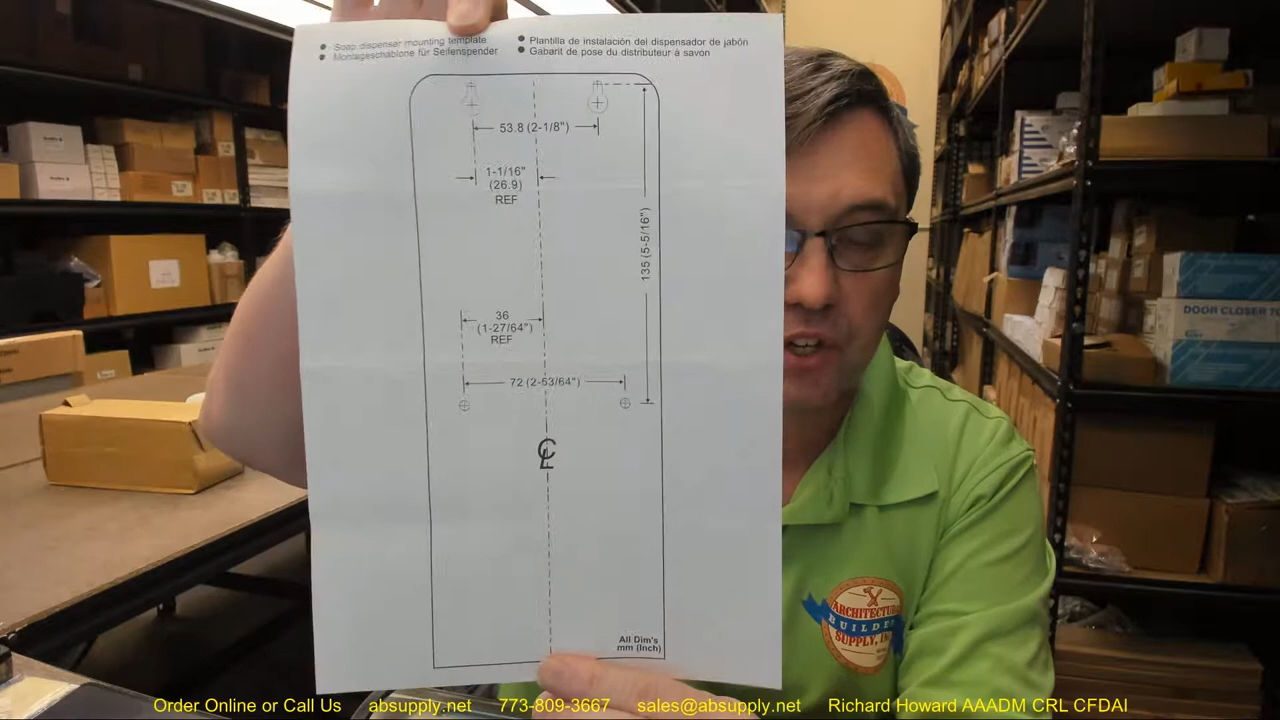 ● Soap dispenser mounting template
● Montageschablone für Seifenspender
● Plantilla de instalación del dispensador de jabón
● Gabarit de pose du distributeur à savon
53.8 (2-1/8")
1-1/16"
(26.9)
REF
135 (5-5/16")
36
(1-27/64")
REF
72 (2-53/64")
CL
All Dim's
mm (Inch)
DOOR CLOSER
ARCHITECTURAL
BUILDERS
SUPPLY, INC
Order Online or Call Us absupply.net 773-809-3667 sales@absupply.net Richard Howard AAADM CRL CFDAI